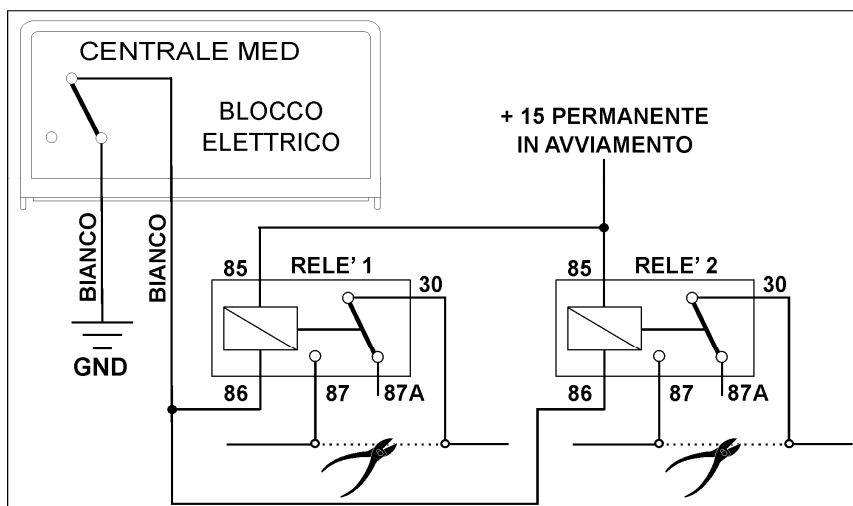 CENTRALE MED
BLOCCO
ELETTRICO
+ 15 PERMANENTE
IN AVVIAMENTO
BIANCO
BIANCO
GND
85
RELE' 1
30
86
87
87A
85
RELE' 2
30
86
87
87A